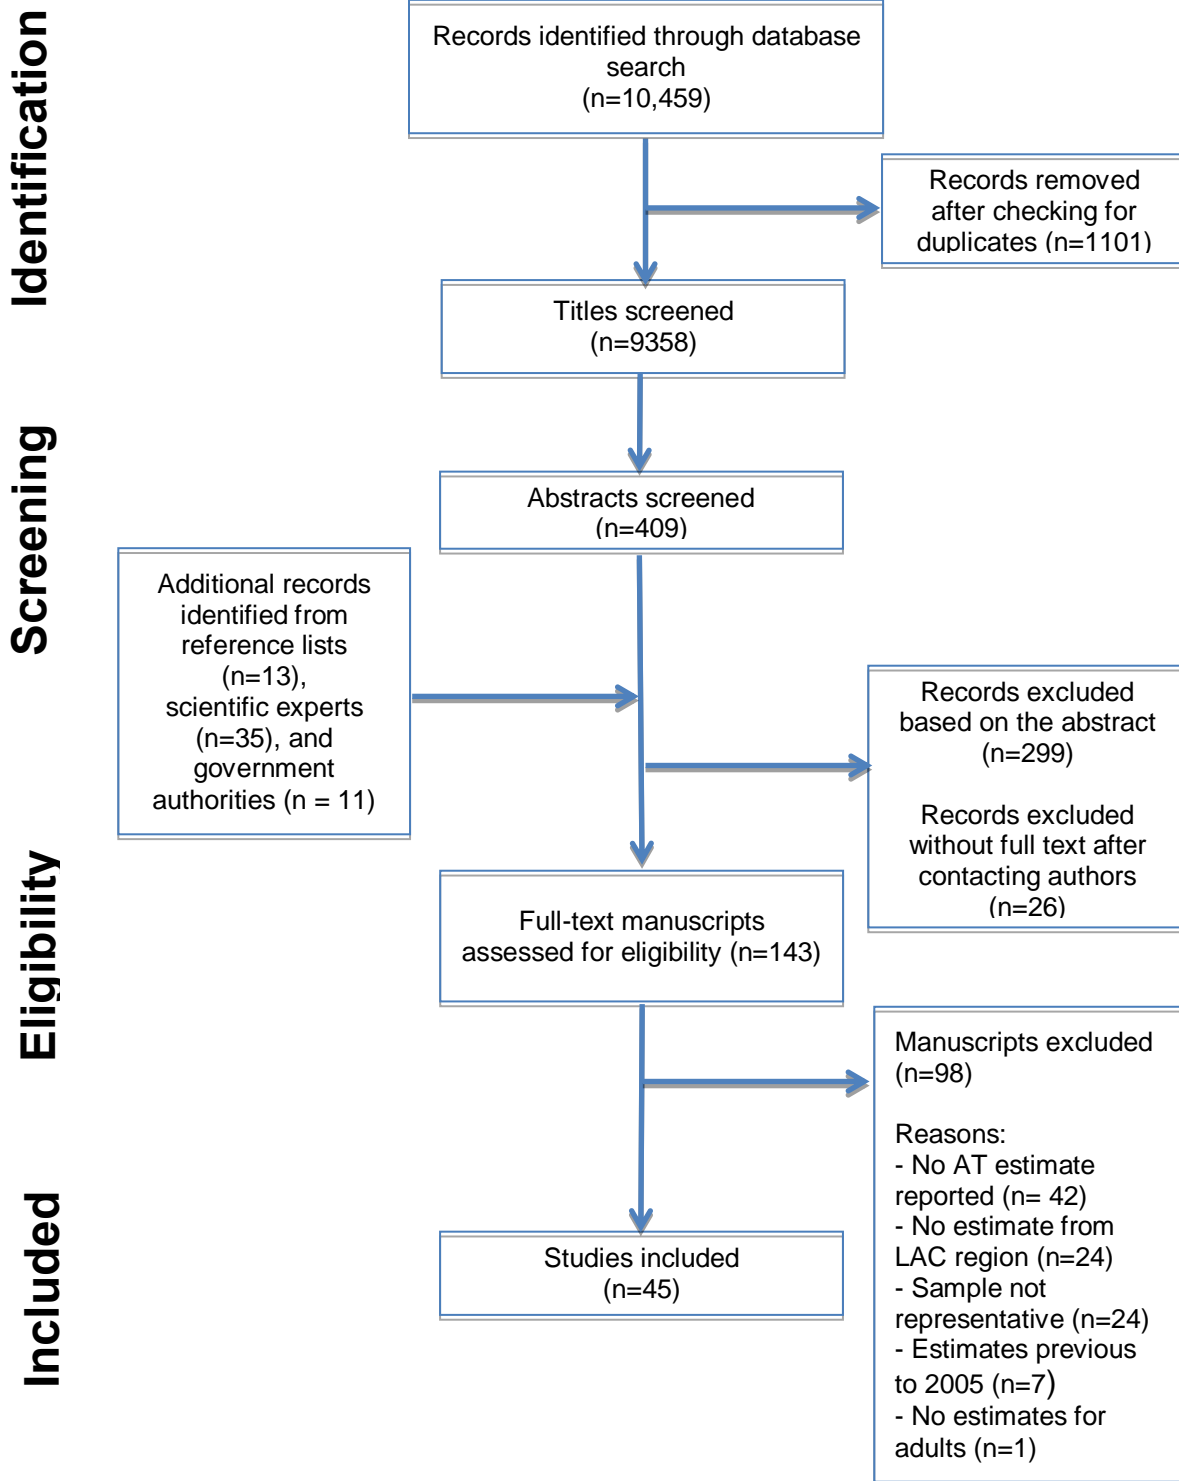 Identification
Records identified through database
search
(n=10,459)
Records removed
after checking for
duplicates (n=1101)
Titles screened
(n=9358)
Screening
Abstracts screened
(n=409)
Additional records
identified from
reference lists
(n=13),
scientific experts
(n=35), and
government
authorities (n = 11)
Records excluded
based on the abstract
(n=299)
Records excluded
without full text after
contacting authors
(n=26)
Eligibility
Full-text manuscripts
assessed for eligibility (n=143)
Manuscripts excluded
(n=98)
Reasons:
- No AT estimate
reported (n= 42)
- No estimate from
LAC region (n=24)
- Sample not
representative (n=24)
- Estimates previous
to 2005 (n=7)
- No estimates for
adults (n=1)
Included
Studies included
(n=45)